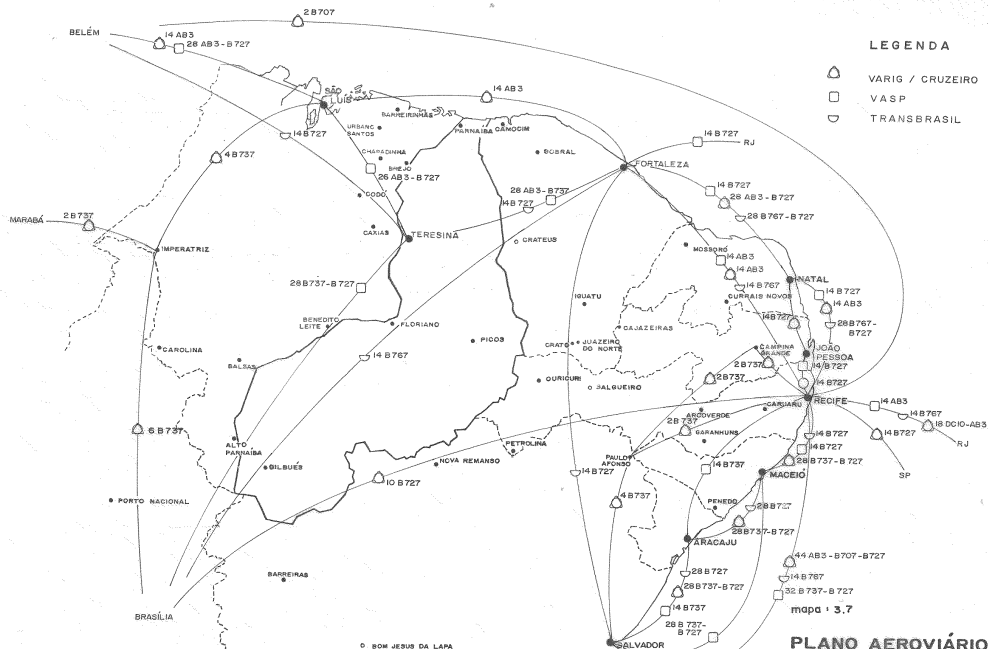 2 B707
BELÉM
14 AB3
28 AB3 - B727
LEGENDA
VARIG / CRUZEIRO
VASP
TRANSBRASIL
SÃO
LUÍS
14 AB3
BARREIRINHAS
URBANO
SANTOS
PARNAIBA
CAMOCIM
14 B727
14 B727
RJ
4 B737
CHAPADINHA
BREJO
SOBRAL
FORTALEZA
26 AB3 - B727
28 AB3 - B737
14 B727
14 B727
28 AB3 - B727
28 B767 - B727
CODÓ
MARABÁ
2 B737
CAXIAS
TERESINA
CRATEUS
IMPERATRIZ
MOSSORÓ
14 AB3
14 AB3
14 B767
NATAL
28 B737 - B727
IGUATU
CURRAIS NOVOS
14 B727
14 AB3
28 B767 -
B727
14 B727
BENEDITO
LEITE
FLORIANO
CAJAZEIRAS
CAROLINA
14 B767
PICOS
CRATO
JUAZEIRO
DO NORTE
CAMPINA
GRANDE
JOÃO
PESSOA
BALSAS
OURICURI
SALGUEIRO
2 B737
2 B737
14 B727
14 B727
RECIFE
CARUARU
ARCOVERDE
14 AB3
14 B767
18 DC10-AB3
RJ
6 B737
2 B737
GARANHUNS
14 B727
14 B727
14 B727
SP
ALTO
PARNAIBA
GILBUÉS
PETROLINA
NOVA REMANSO
PAULO
AFONSO
28 B737 - B727
14 B727
14 B737
MACEIÓ
10 B727
PORTO NACIONAL
4 B737
PENEDO
28 B727
28 B737 - B727
ARACAJU
BARREIRAS
28 B727
28 B737 - B727
14 B737
44 AB3 - B707 - B727
14 B767
32 B737 - B727
mapa : 3.7
BRASÍLIA
28 B737 -
B727
SALVADOR
BOM JESUS DA LAPA
PLANO AEROVIÁRIO